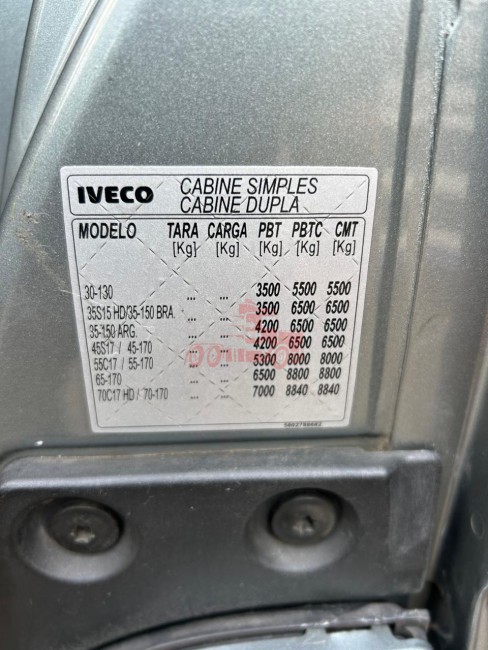 IVECO CABINE SIMPLES
CABINE DUPLA
MODELO TARA CARGA PBT PBTC CMT
[Kg] [Kg] [Kg] [Kg] [Kg]
30-130 ... ... 3500 5500 5500
35S15 HD/35-150 BRA. ... ... 3500 6500 6500
35-150 ARG. ... ... 4200 6500 6500
45S17 / 45-170 ... ... 4200 6500 6500
55C17 / 55-170 ... ... 5300 8000 8000
65-170 ... ... 6500 8800 8800
70C17 HD / 70-170 ... ... 7000 8840 8840